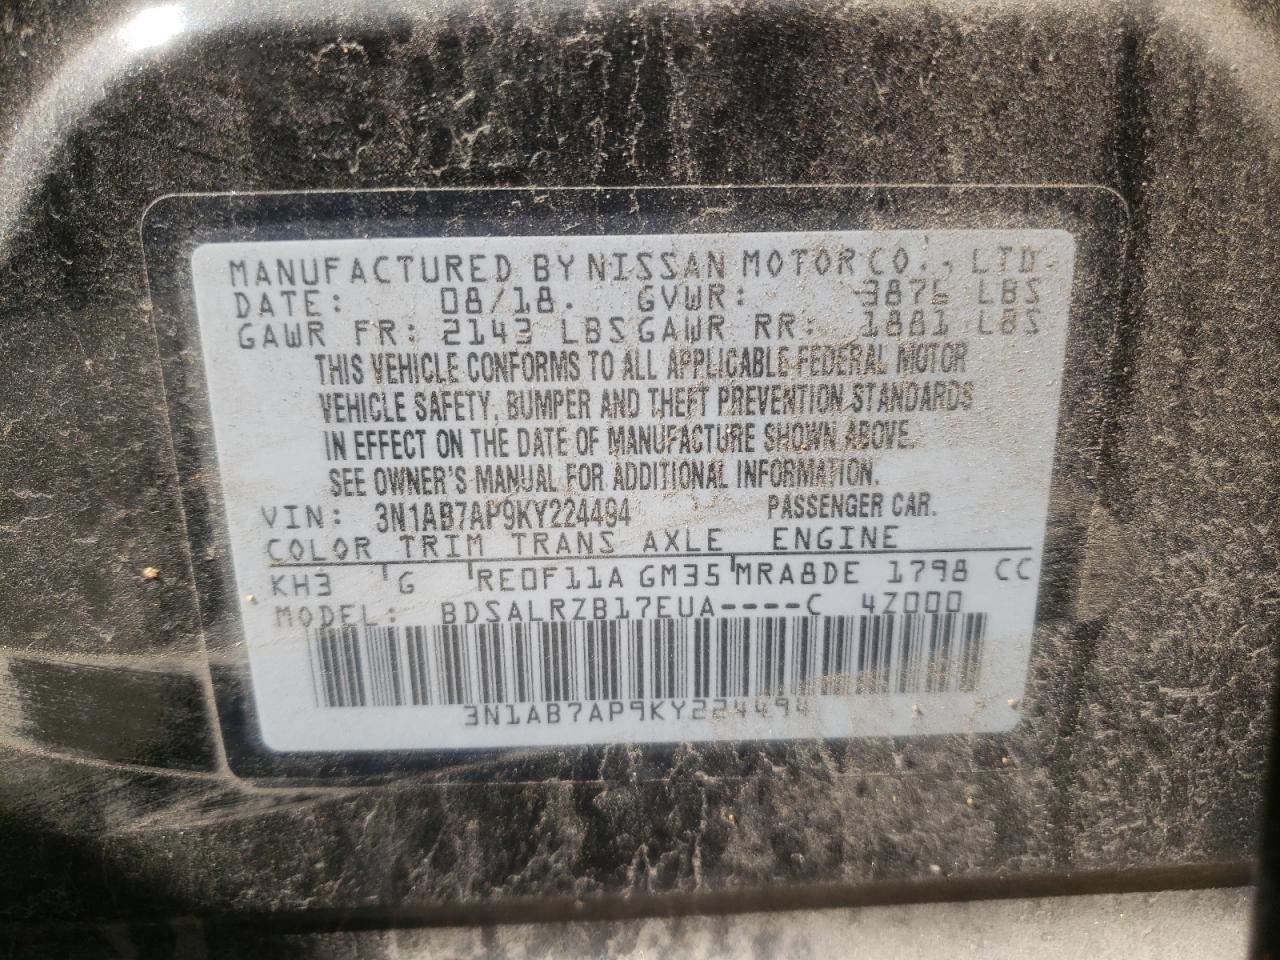 MANUFACTURED BY NISSAN MOTOR CO., LTD.
DATE: 08/18. GVWR: 3876 LBS
GAWR FR: 2143 LBS GAWR RR: 1881 LBS
THIS VEHICLE CONFORMS TO ALL APPLICABLE FEDERAL MOTOR
VEHICLE SAFETY, BUMPER AND THEFT PREVENTION STANDARDS
IN EFFECT ON THE DATE OF MANUFACTURE SHOWN ABOVE.
SEE OWNER'S MANUAL FOR ADDITIONAL INFORMATION.
VIN: 3N1AB7AP9KY224494 PASSENGER CAR.
COLOR TRIM TRANS AXLE ENGINE
KH3 G RE0F11A GM35 MRA8DE 1798 CC
MODEL: BDSALRZB17EUA----C 4Z000
3N1AB7AP9KY224494